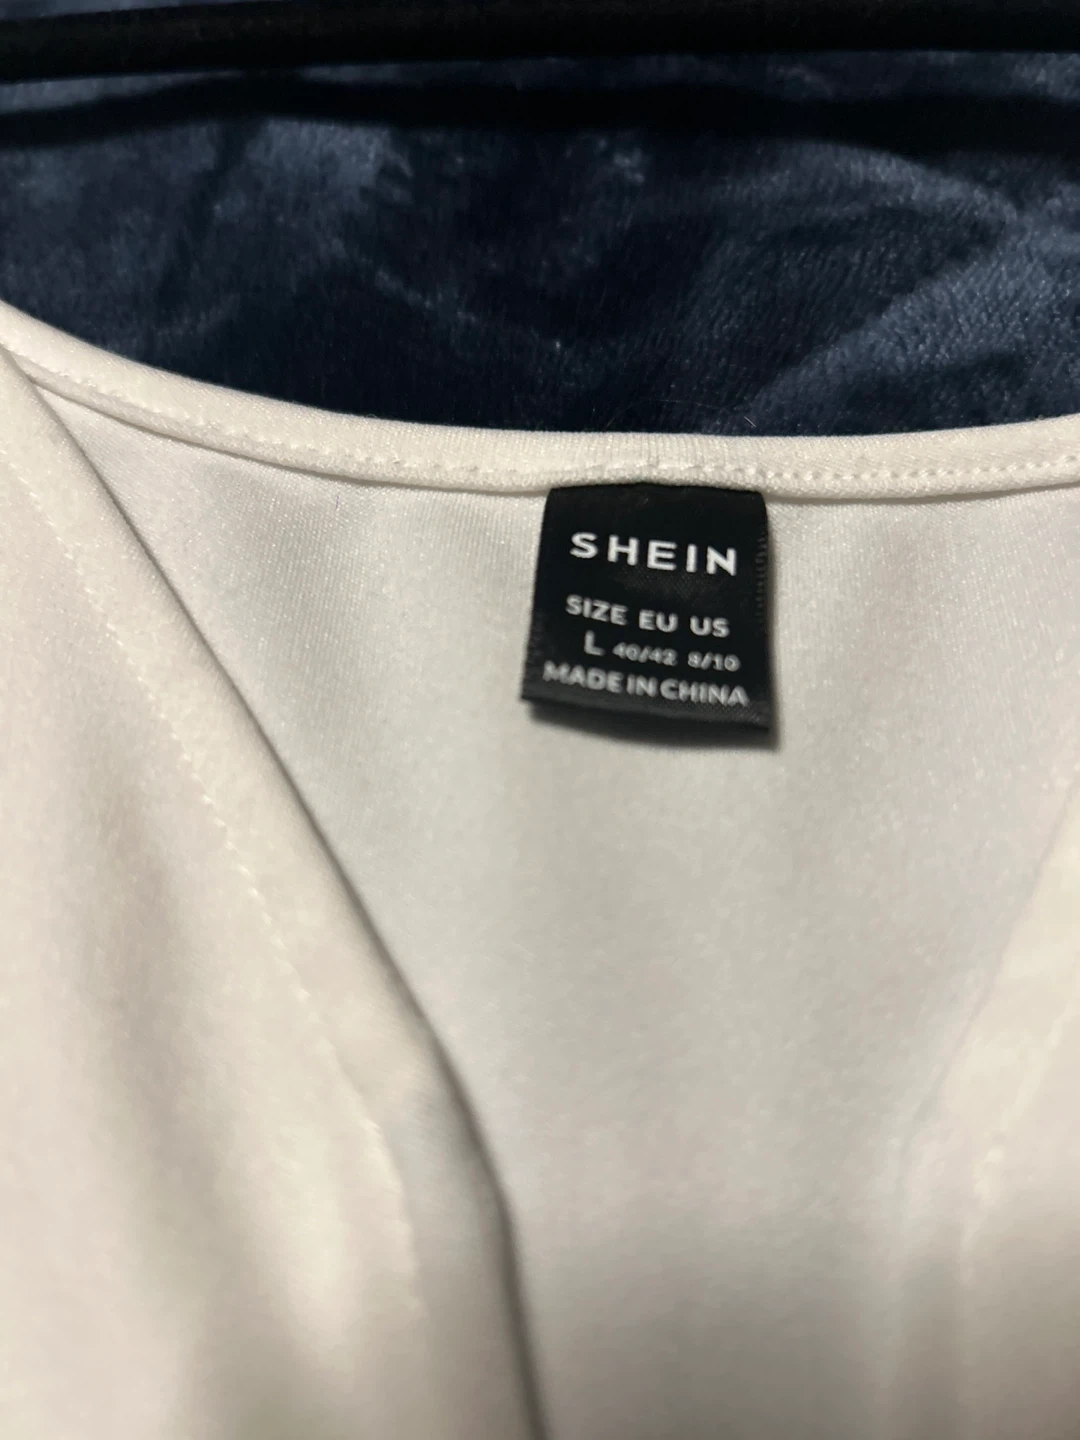 SHEIN
SIZE EU US
L 40/42 8/10
MADE IN CHINA